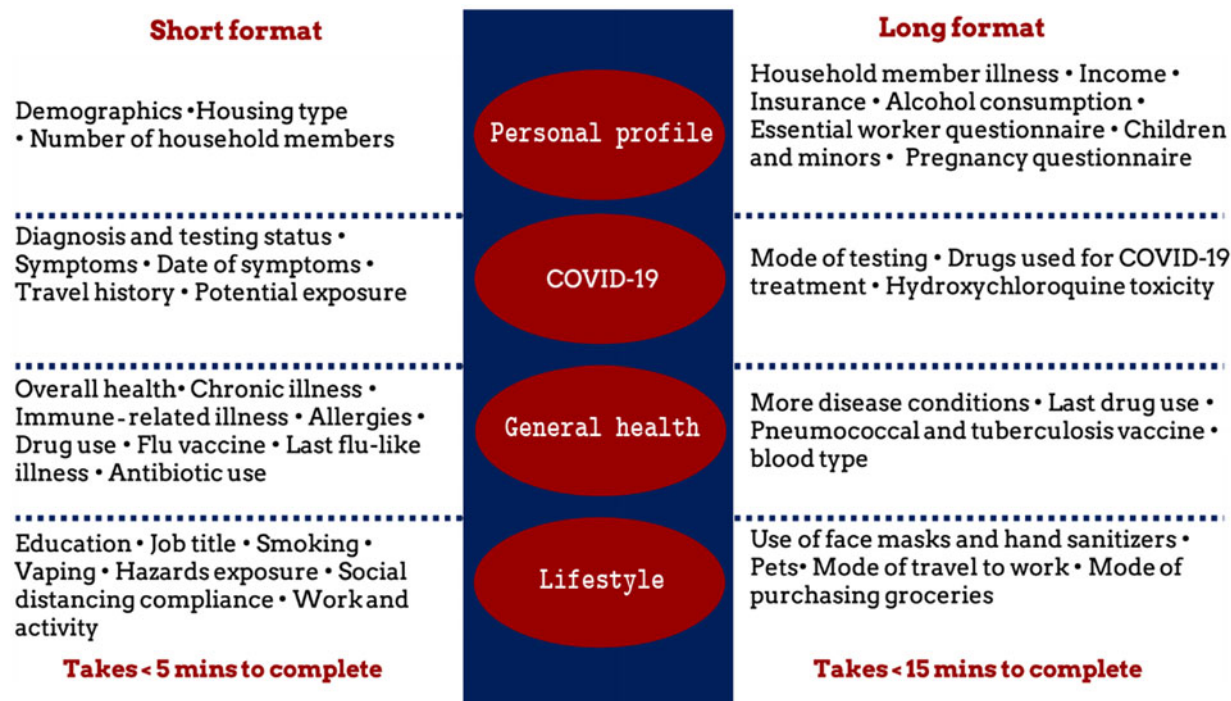 Short format
Demographics •Housing type
• Number of household members
Diagnosis and testing status •
Symptoms • Date of symptoms •
Travel history • Potential exposure
Overall health• Chronic illness •
Immune-related illness • Allergies •
Drug use • Flu vaccine • Last flu-like
illness • Antibiotic use
Education • Job title • Smoking •
Vaping • Hazards exposure • Social
distancing compliance • Work and
activity
Takes < 5 mins to complete
Personal profile
COVID-19
General health
Lifestyle
Long format
Household member illness • Income •
Insurance • Alcohol consumption •
Essential worker questionnaire • Children
and minors • Pregnancy questionnaire
Mode of testing • Drugs used for COVID-19
treatment • Hydroxychloroquine toxicity
More disease conditions • Last drug use •
Pneumococcal and tuberculosis vaccine •
blood type
Use of face masks and hand sanitizers •
Pets• Mode of travel to work • Mode of
purchasing groceries
Takes < 15 mins to complete